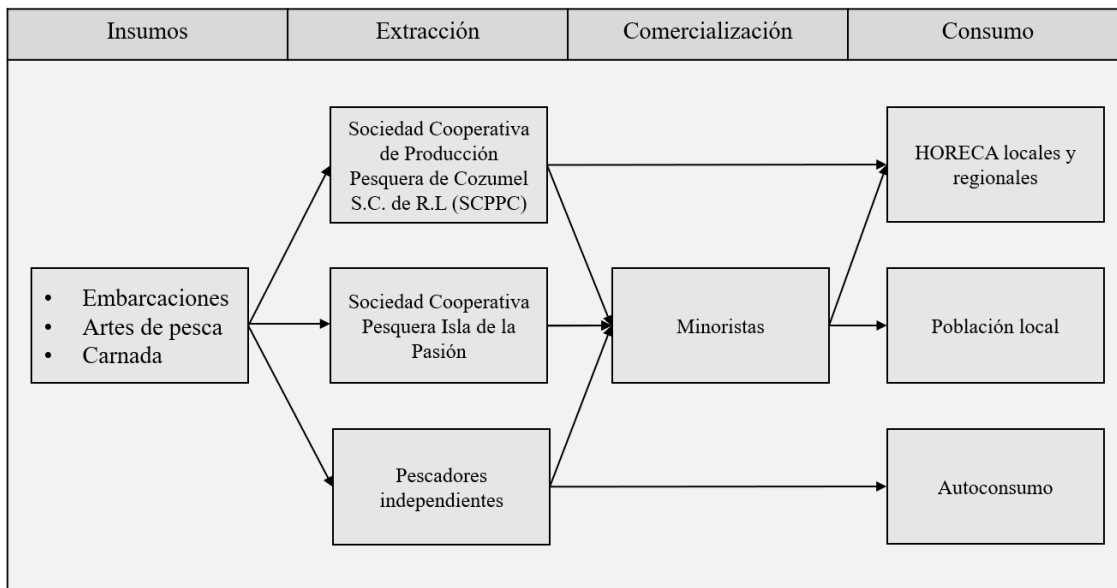 Insumos
Extracción
Comercialización
Consumo
Sociedad Cooperativa
de Producción
Pesquera de Cozumel
S.C. de R.L (SCPPC)
HORECA locales y
regionales
• Embarcaciones
• Artes de pesca
• Carnada
Sociedad Cooperativa
Pesquera Isla de la
Pasión
Minoristas
Población local
Pescadores
independientes
Autoconsumo